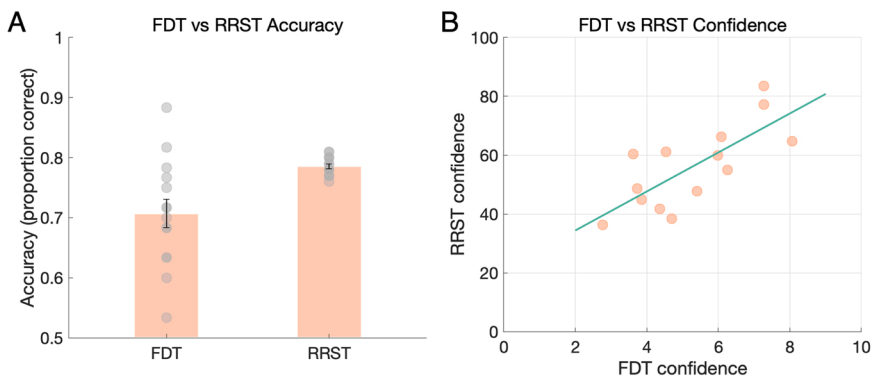 A
FDT vs RRST Accuracy
Accuracy (proportion correct)
1
0.9
0.8
0.7
0.6
0.5
FDT RRST
B
FDT vs RRST Confidence
RRST confidence
100
80
60
40
20
0
0 2 4 6 8 10
FDT confidence